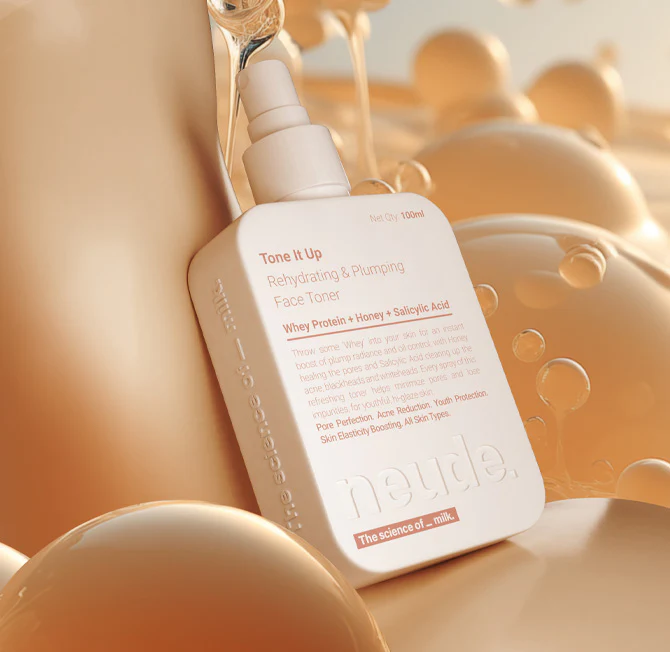 Net Qty. 100ml
Tone It Up
Rehydrating & Plumping
Face Toner
Whey Protein + Honey + Salicylic Acid
Throw some Whey into your skin for an instant
boost of plump radiance and oil control, with Honey
healing the pores and Salicylic Acid clearing up the
acne blackheads and whiteheads. Every spray of the
refreshing toner helps minimize pores and lose
impurities, for youthful, hi-glaze skin.
Pore Perfection. Acne Reduction. Youth Protection.
Skin Elasticity Boosting. All Skin Types.
neude.
The science of _ milk.
the science of _ milk.